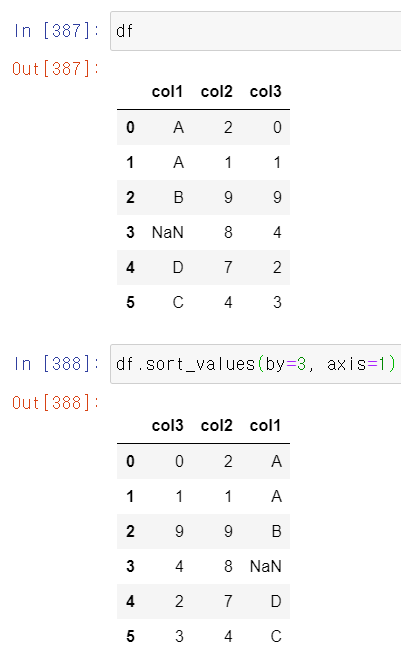 In [387]: df
Out[387]:
col1 col2 col3
0 A 2 0
1 A 1 1
2 B 9 9
3 NaN 8 4
4 D 7 2
5 C 4 3
In [388]: df.sort_values(by=3, axis=1)
Out[388]:
col3 col2 col1
0 0 2 A
1 1 1 A
2 9 9 B
3 4 8 NaN
4 2 7 D
5 3 4 C